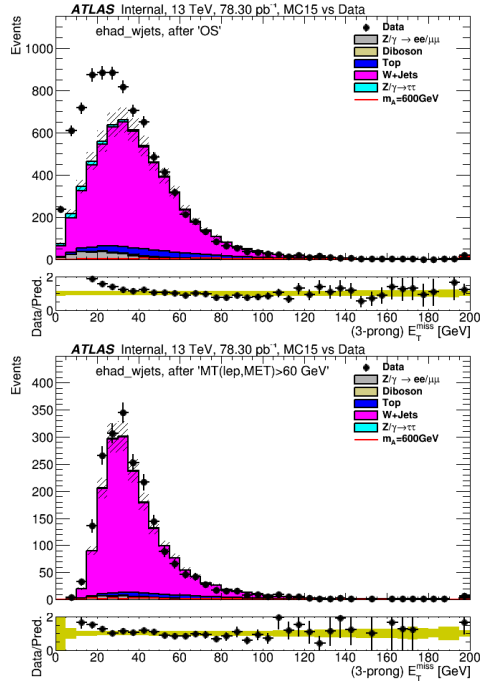 ATLAS Internal, 13 TeV, 78.30 pb⁻¹, MC15 vs Data
Events
ehad_wjets, after 'OS'
Data
Z/γ → ee/μμ
Diboson
Top
W+Jets
Z/γ→ττ
m_A=600GeV
1000
800
600
400
200
0
Data/Pred.
2
1
0
0 20 40 60 80 100 120 140 160 180 200
(3-prong) E_T^miss [GeV]
ATLAS Internal, 13 TeV, 78.30 pb⁻¹, MC15 vs Data
Events
ehad_wjets, after 'MT(lep,MET)>60 GeV'
Data
Z/γ → ee/μμ
Diboson
Top
W+Jets
Z/γ→ττ
m_A=600GeV
400
350
300
250
200
150
100
50
0
Data/Pred.
2
1
0
0 20 40 60 80 100 120 140 160 180 200
(3-prong) E_T^miss [GeV]